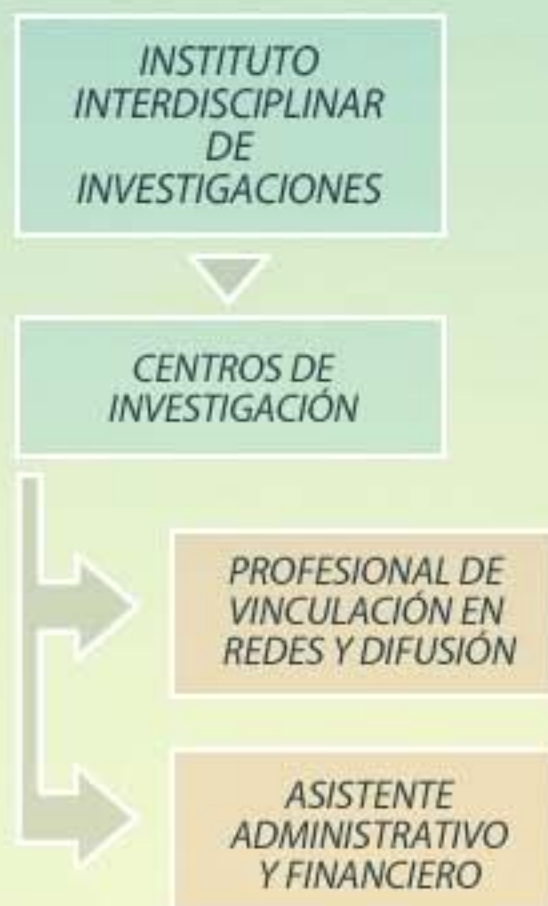 INSTITUTO
INTERDISCIPLINAR
DE
INVESTIGACIONES
CENTROS DE
INVESTIGACIÓN
PROFESIONAL DE
VINCULACIÓN EN
REDES Y DIFUSIÓN
ASISTENTE
ADMINISTRATIVO
Y FINANCIERO